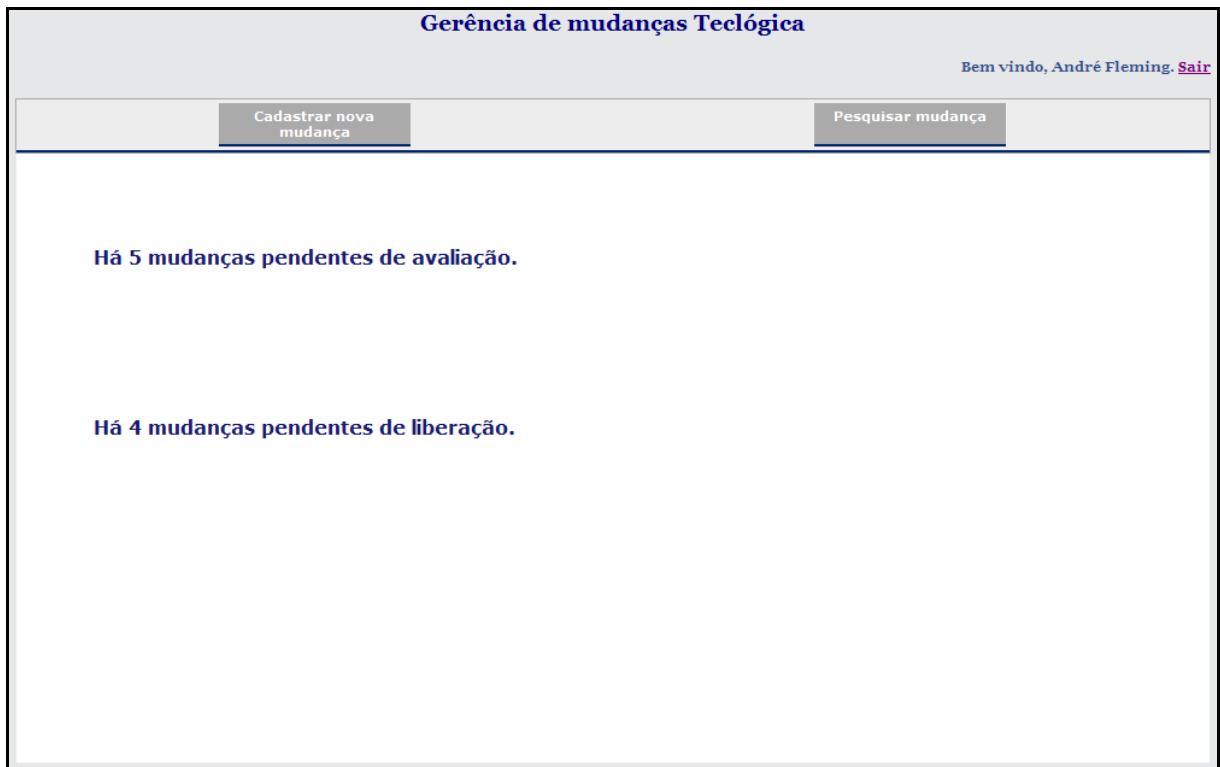 Gerência de mudanças Teclógica
Bem vindo, André Fleming. Sair
Cadastrar nova
mudança
Pesquisar mudança
Há 5 mudanças pendentes de avaliação.
Há 4 mudanças pendentes de liberação.